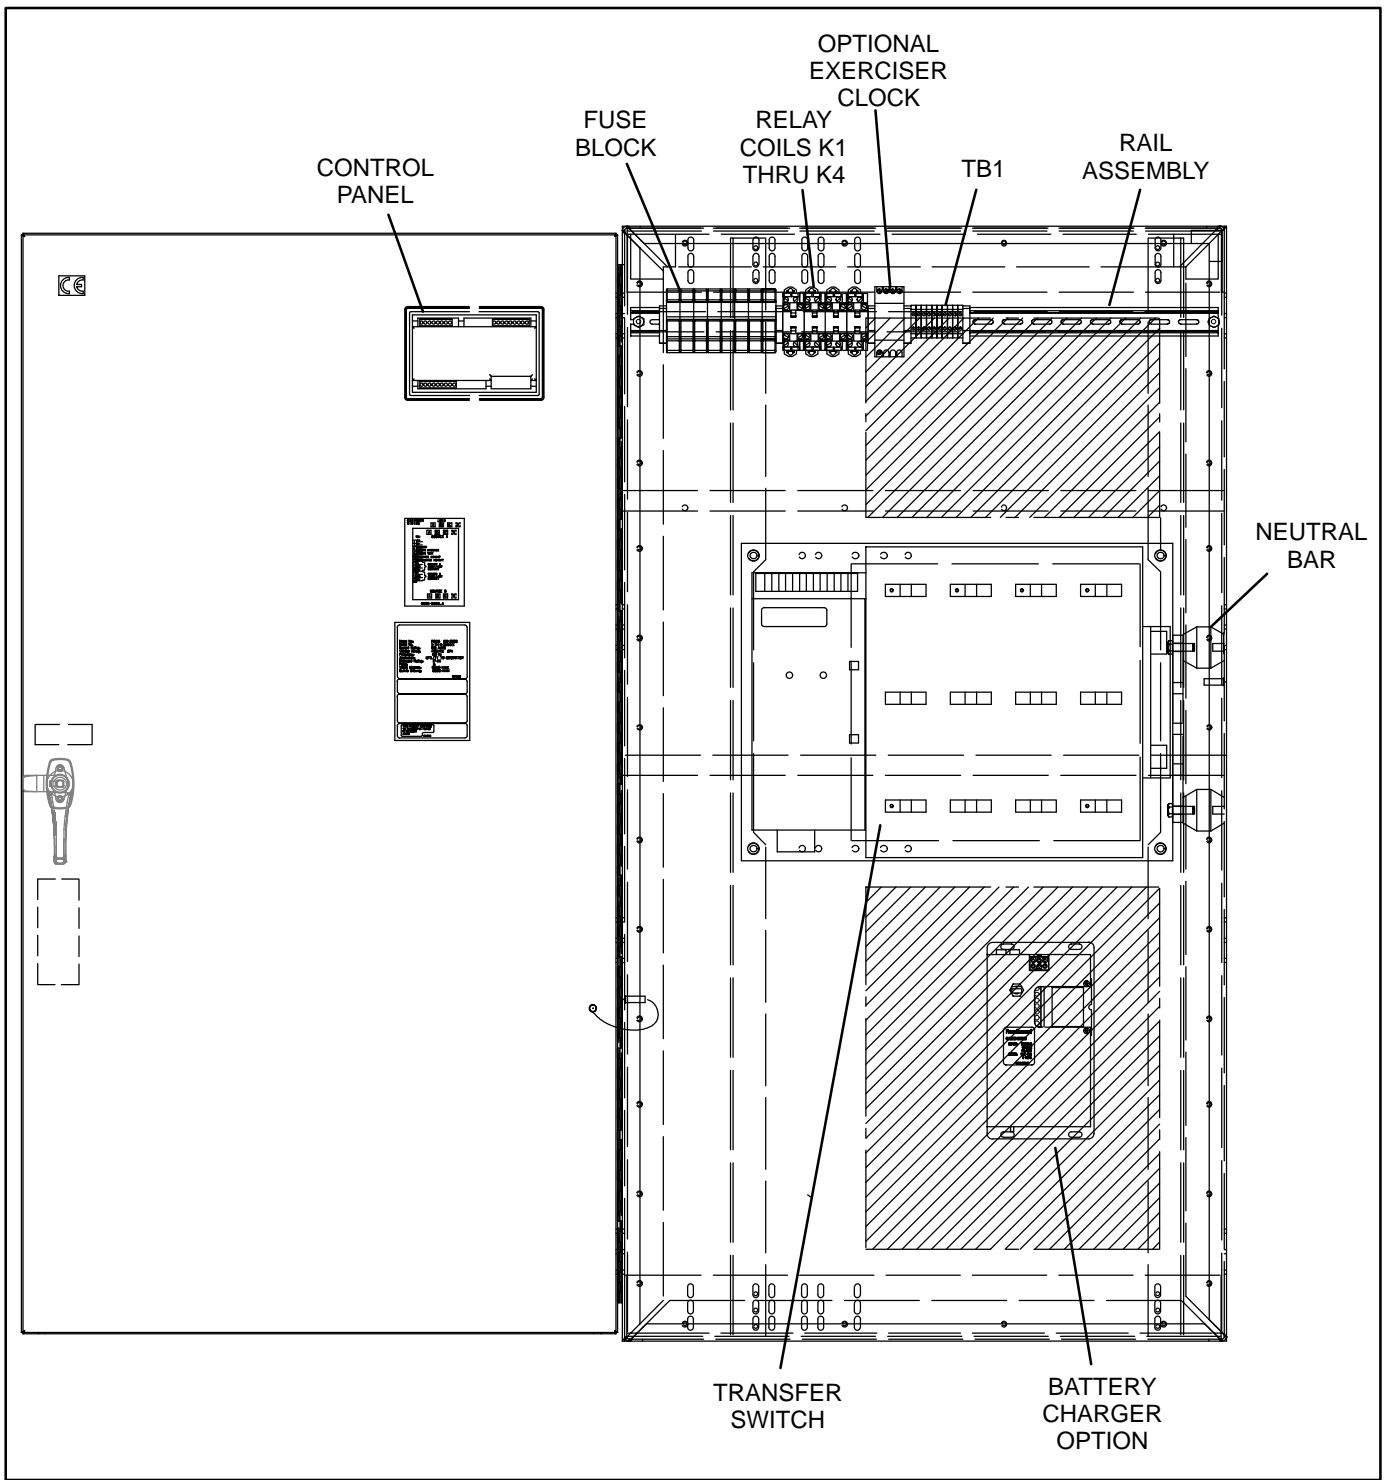 OPTIONAL
EXERCISER
CLOCK
FUSE
BLOCK
RELAY
COILS K1
THRU K4
TB1
RAIL
ASSEMBLY
CONTROL
PANEL
CE
NEUTRAL
BAR
TRANSFER
SWITCH
BATTERY
CHARGER
OPTION